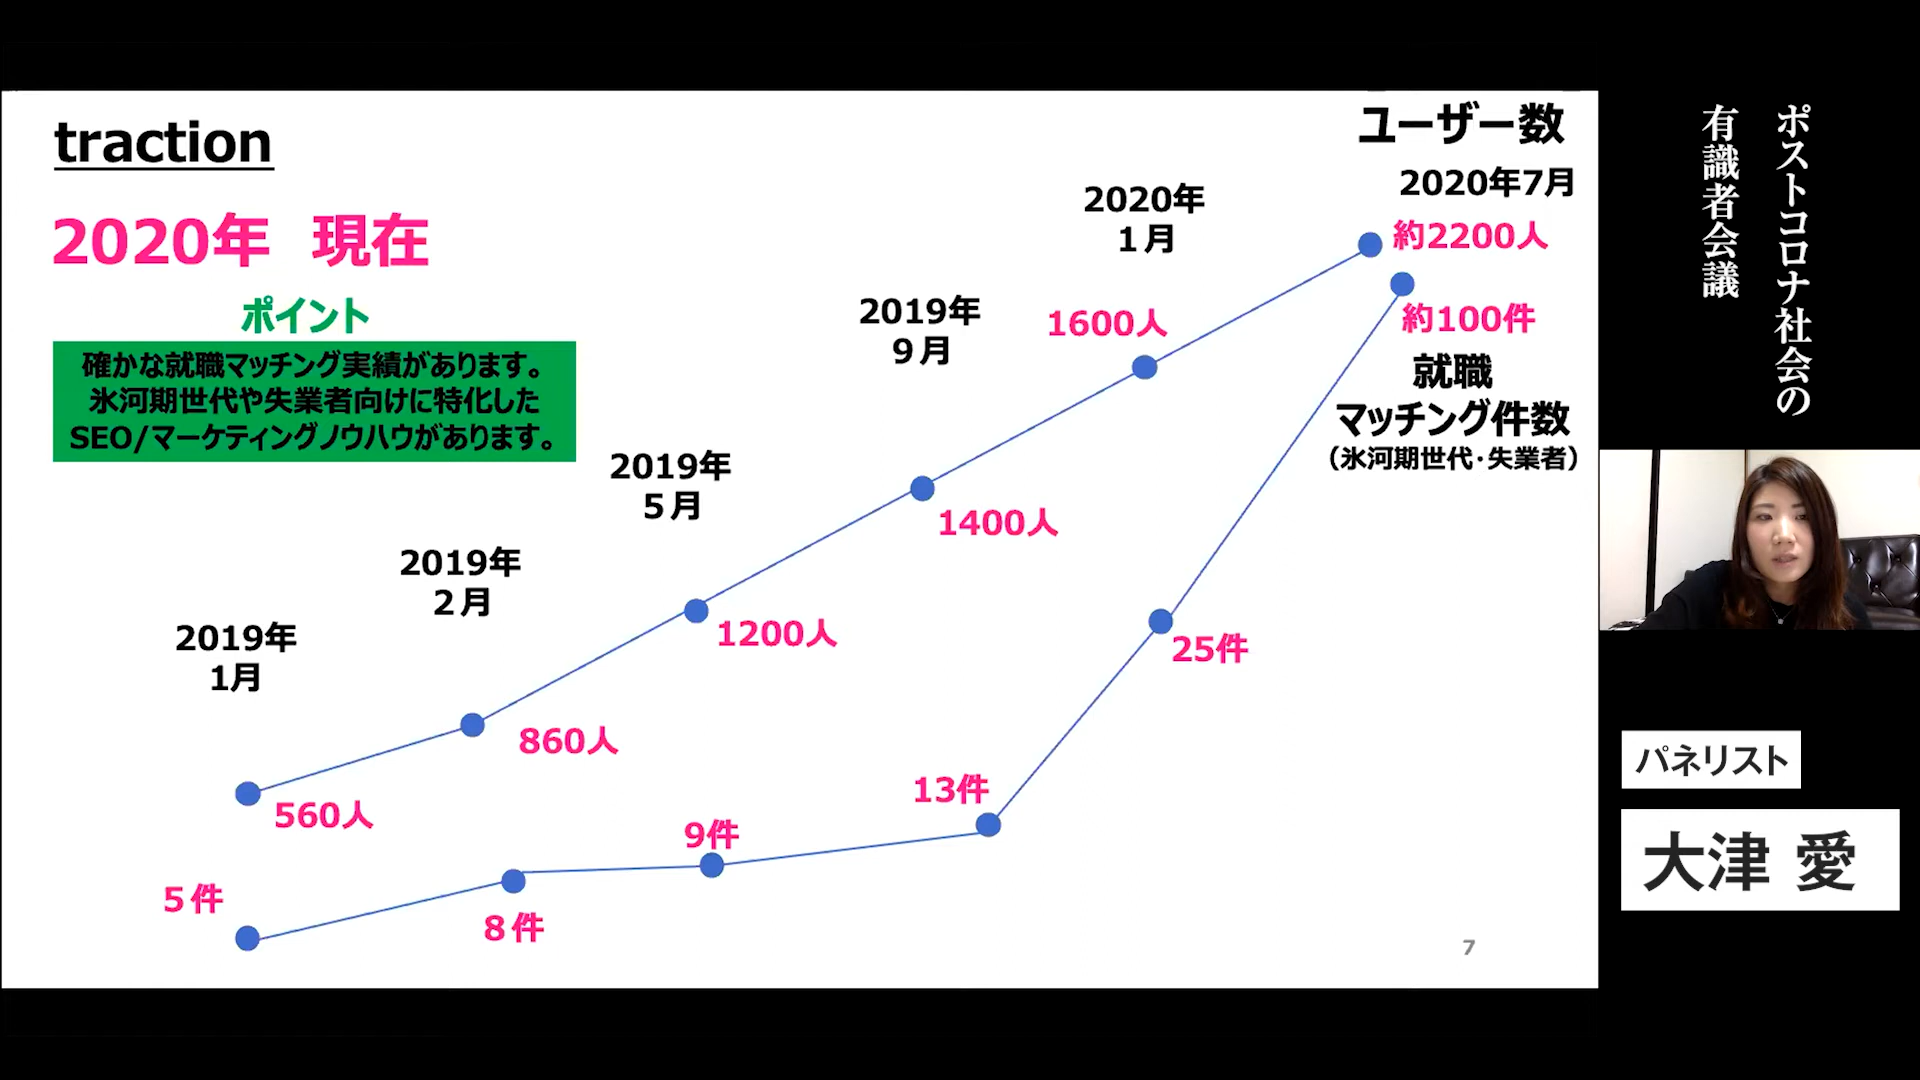 traction
2020年 現在
ポイント
確かな就職マッチング実績があります。
氷河期世代や失業者向けに特化した
SEO/マーケティングノウハウがあります。
ユーザー数
2020年7月
約2200人
2020年
１月
1600人
2019年
９月
1400人
2019年
５月
1200人
2019年
２月
860人
2019年
1月
560人
約100件
就職
マッチング件数
（氷河期世代･失業者）
25件
13件
9件
８件
５件
7
ポストコロナ社会の
有識者会議
パネリスト
大津 愛